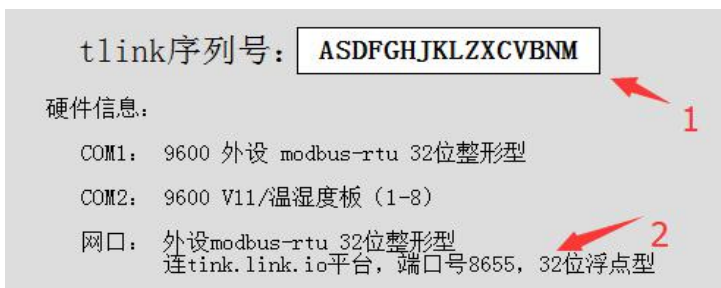 tlink序列号： ASDFGHJKLZXCVBNM
1
硬件信息：
COM1： 9600 外设 modbus-rtu 32位整形型
COM2： 9600 V11/温湿度板（1-8）
网口： 外设modbus-rtu 32位整形型
2
连tink.link.io平台，端口号8655，32位浮点型